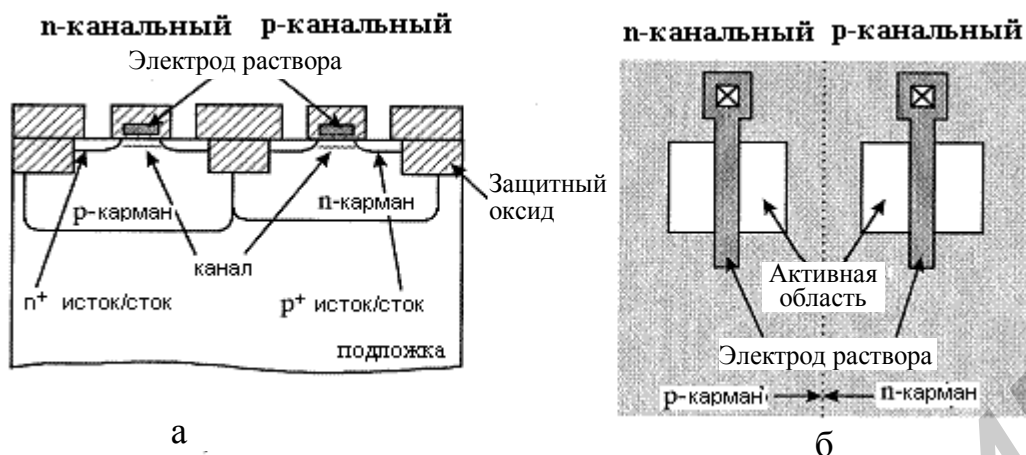 n-канальный p-канальный
Электрод раствора
p-карман
n-карман
Защитный
оксид
канал
n+ исток/сток
p+ исток/сток
подложка
а
n-канальный p-канальный
Активная
область
Электрод раствора
p-карман
n-карман
б